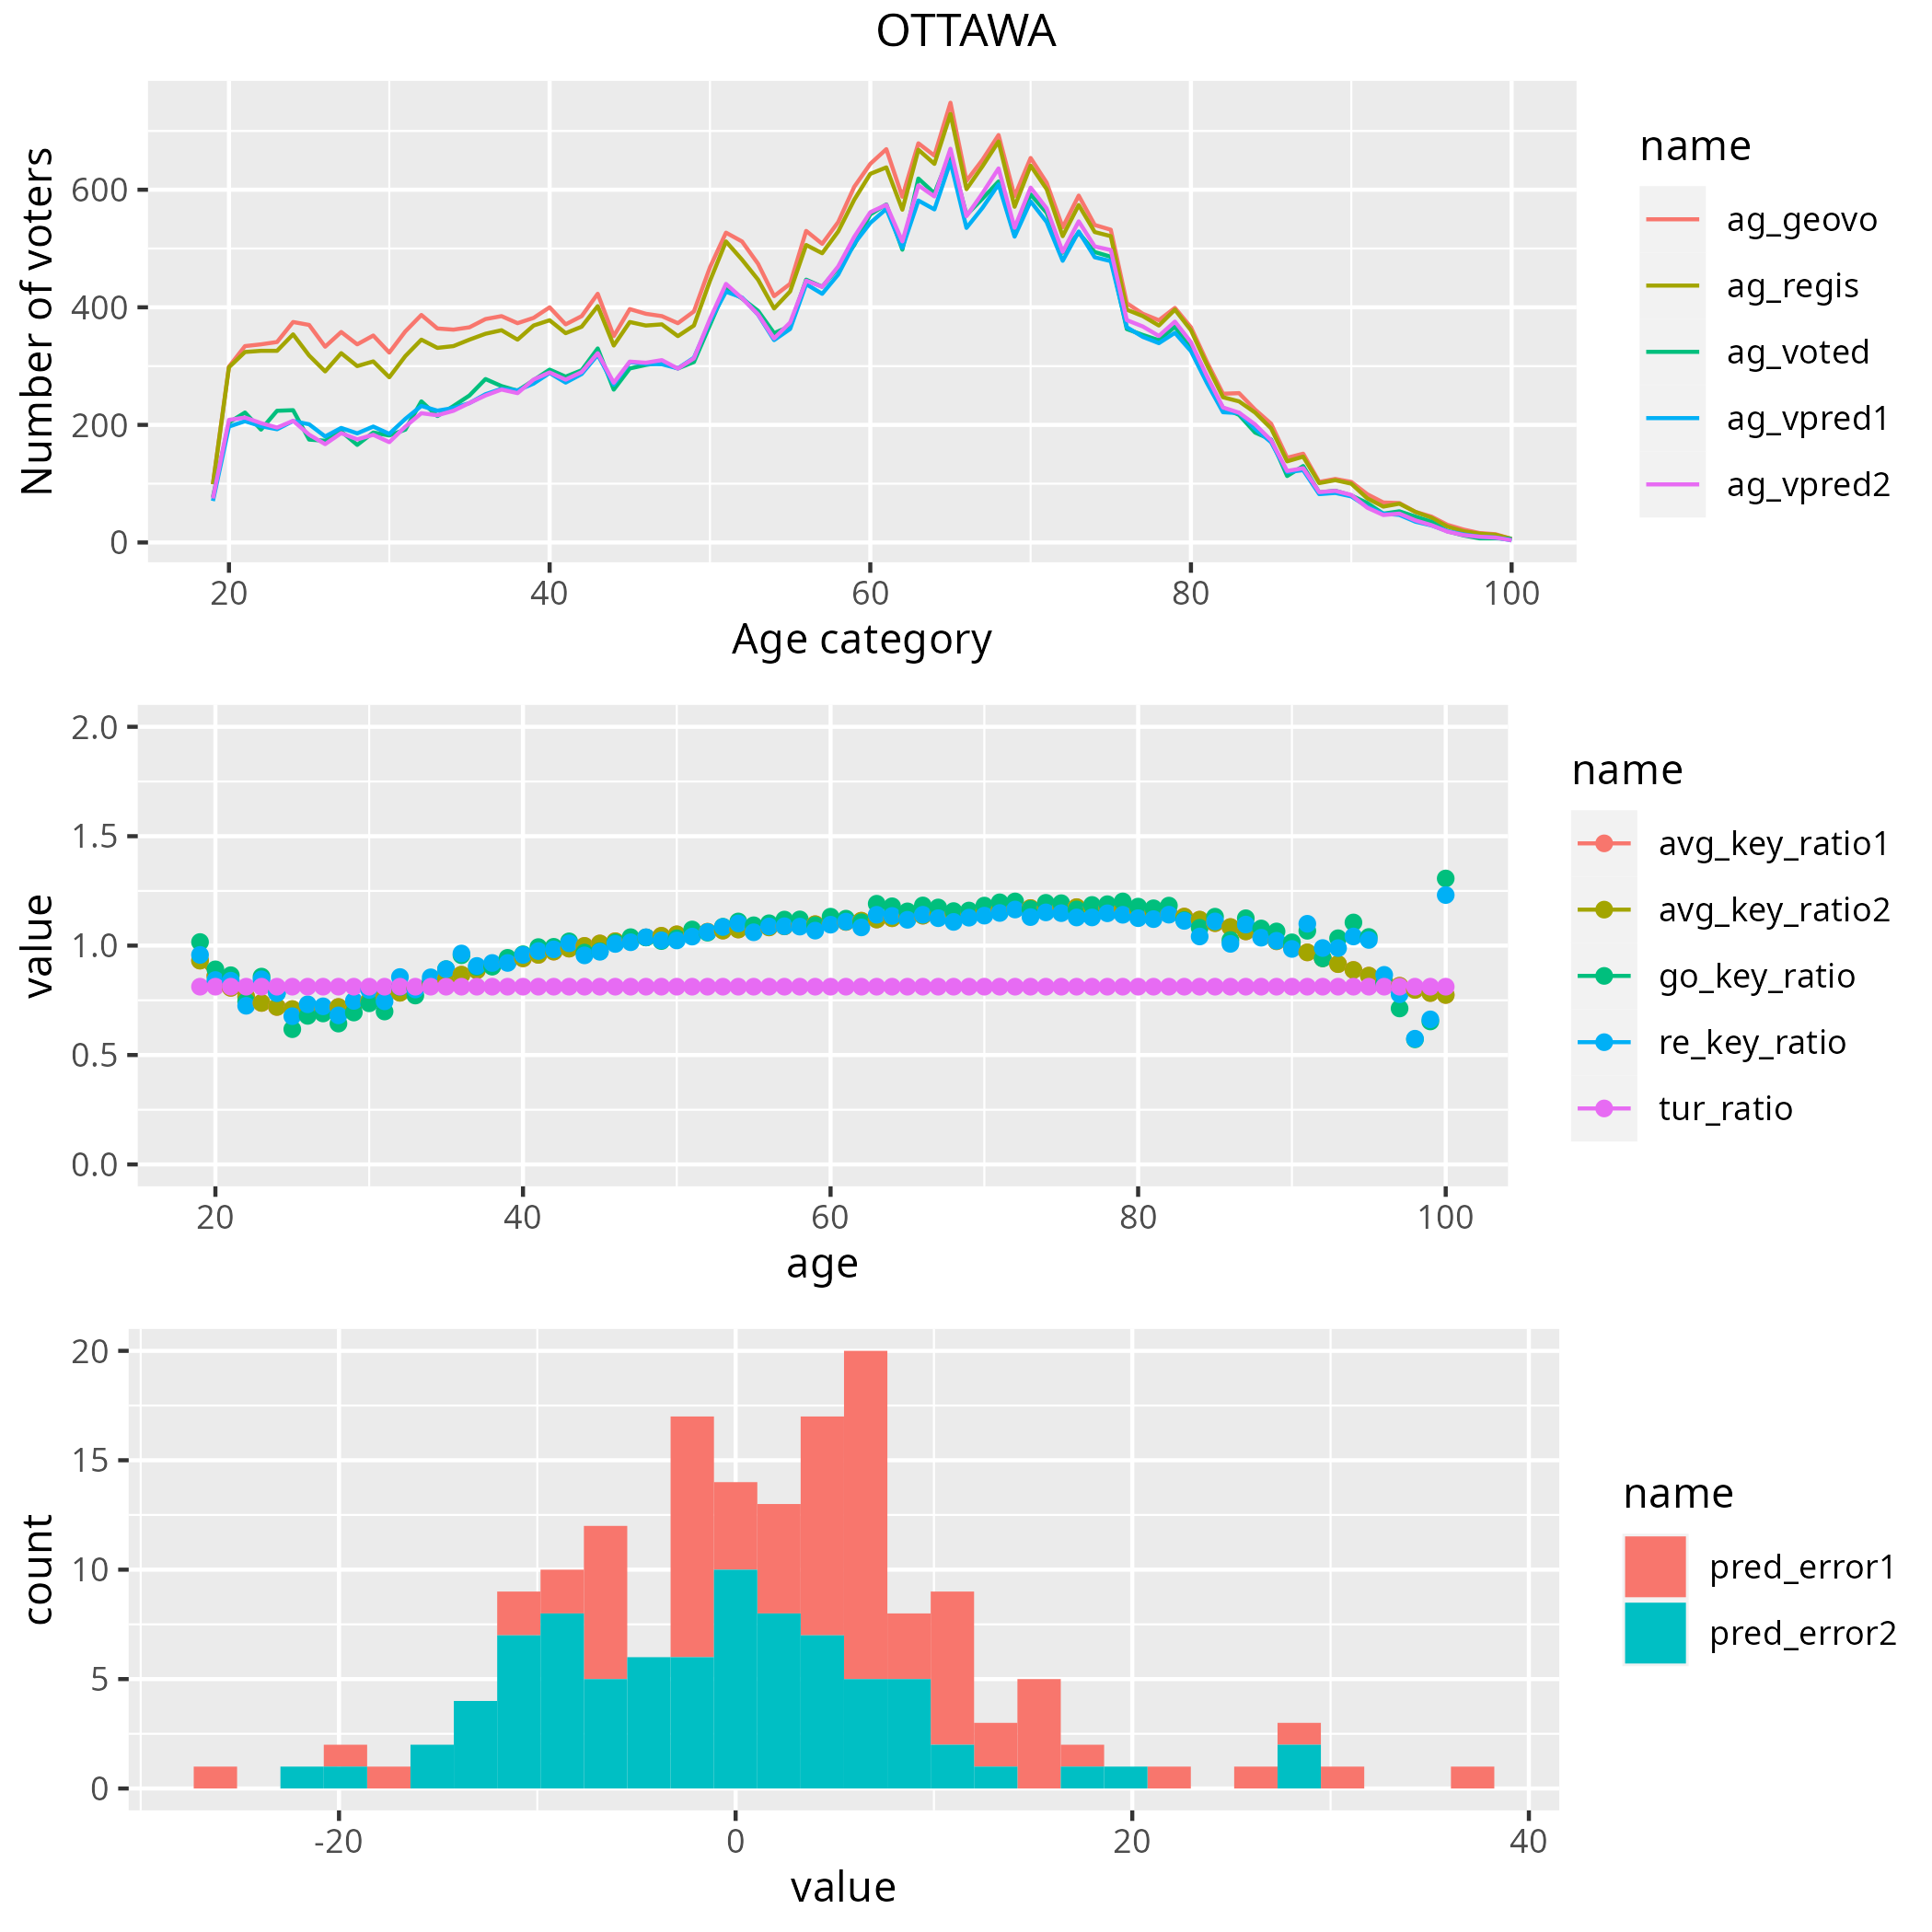 OTTAWA
Number of voters
600
400
200
0
20 40 60 80 100
Age category
name
ag_geovo
ag_regis
ag_voted
ag_vpred1
ag_vpred2
value
2.0
1.5
1.0
0.5
0.0
20 40 60 80 100
age
name
avg_key_ratio1
avg_key_ratio2
go_key_ratio
re_key_ratio
tur_ratio
count
20
15
10
5
0
-20 0 20 40
value
name
pred_error1
pred_error2